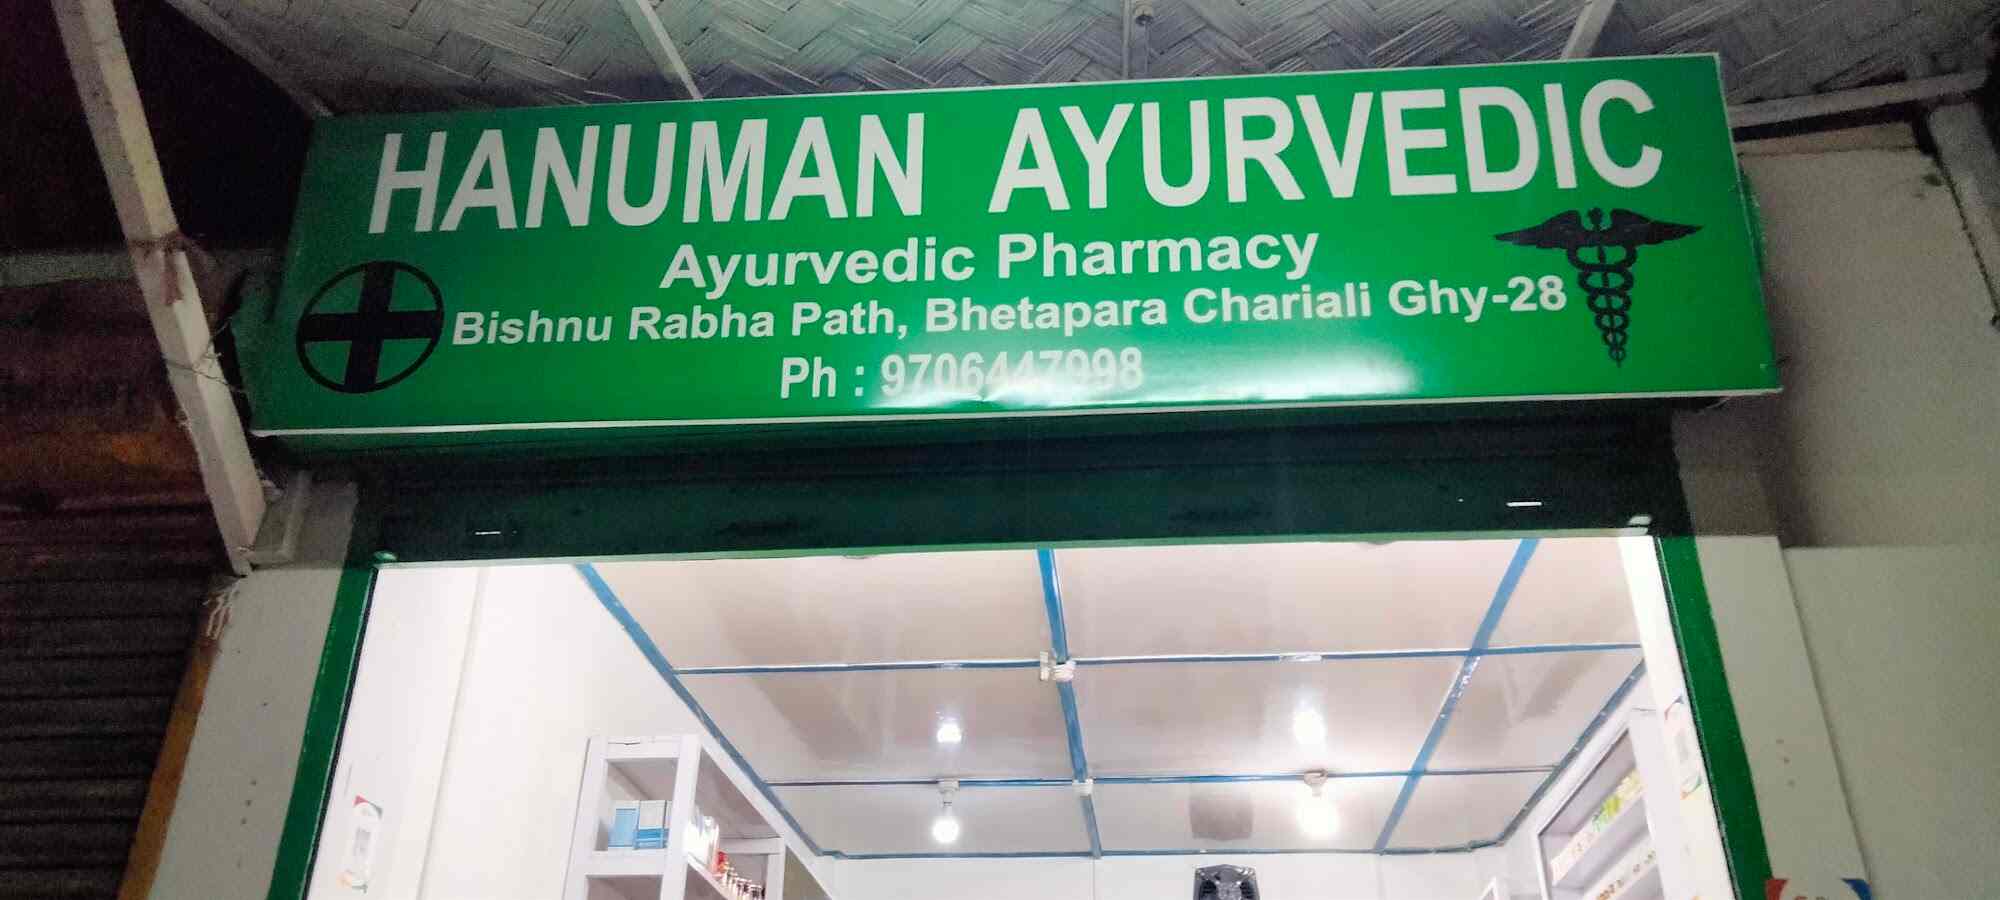 HANUMAN AYURVEDIC
Ayurvedic Pharmacy
Bishnu Rabha Path, Bhetapara Chariali Ghy-28
Ph : 9706447998